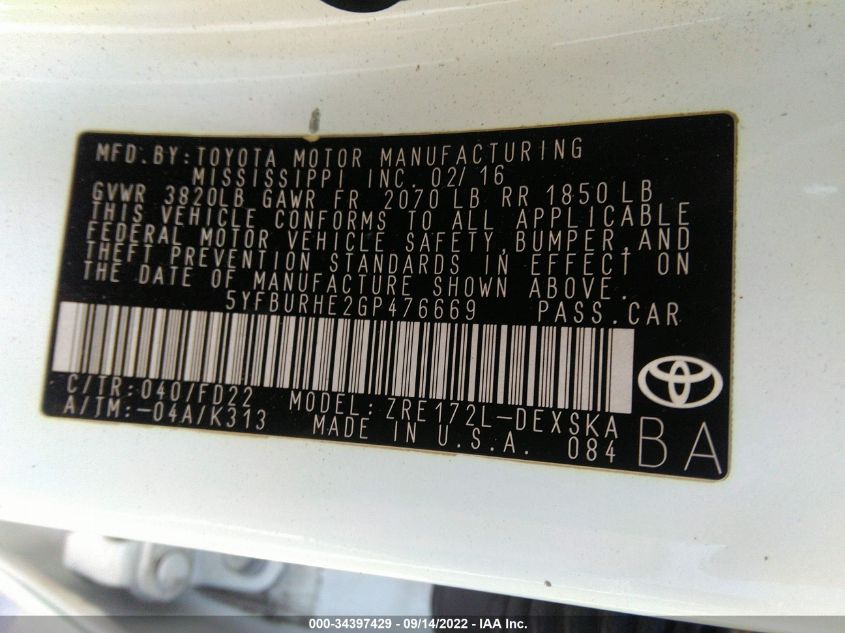 MFD.BY:TOYOTA MOTOR MANUFACTURING
MISSISSIPPI INC. 02/16
GVWR 3820LB GAWR FR 2070 LB RR 1850 LB
THIS VEHICLE CONFORMS TO ALL APPLICABLE
FEDERAL MOTOR VEHICLE SAFETY,BUMPER,AND
THEFT PREVENTION STANDARDS IN EFFECT ON
THE DATE OF MANUFACTURE SHOWN ABOVE.
5YFBURHE2GP476669 PASS.CAR
C/TR:040/FD22 MODEL:ZRE172L-DEXSKA
A/TM:-04A/K313 MADE IN U.S.A. 084 BA
000-34397429 - 09/14/2022 - IAA Inc.